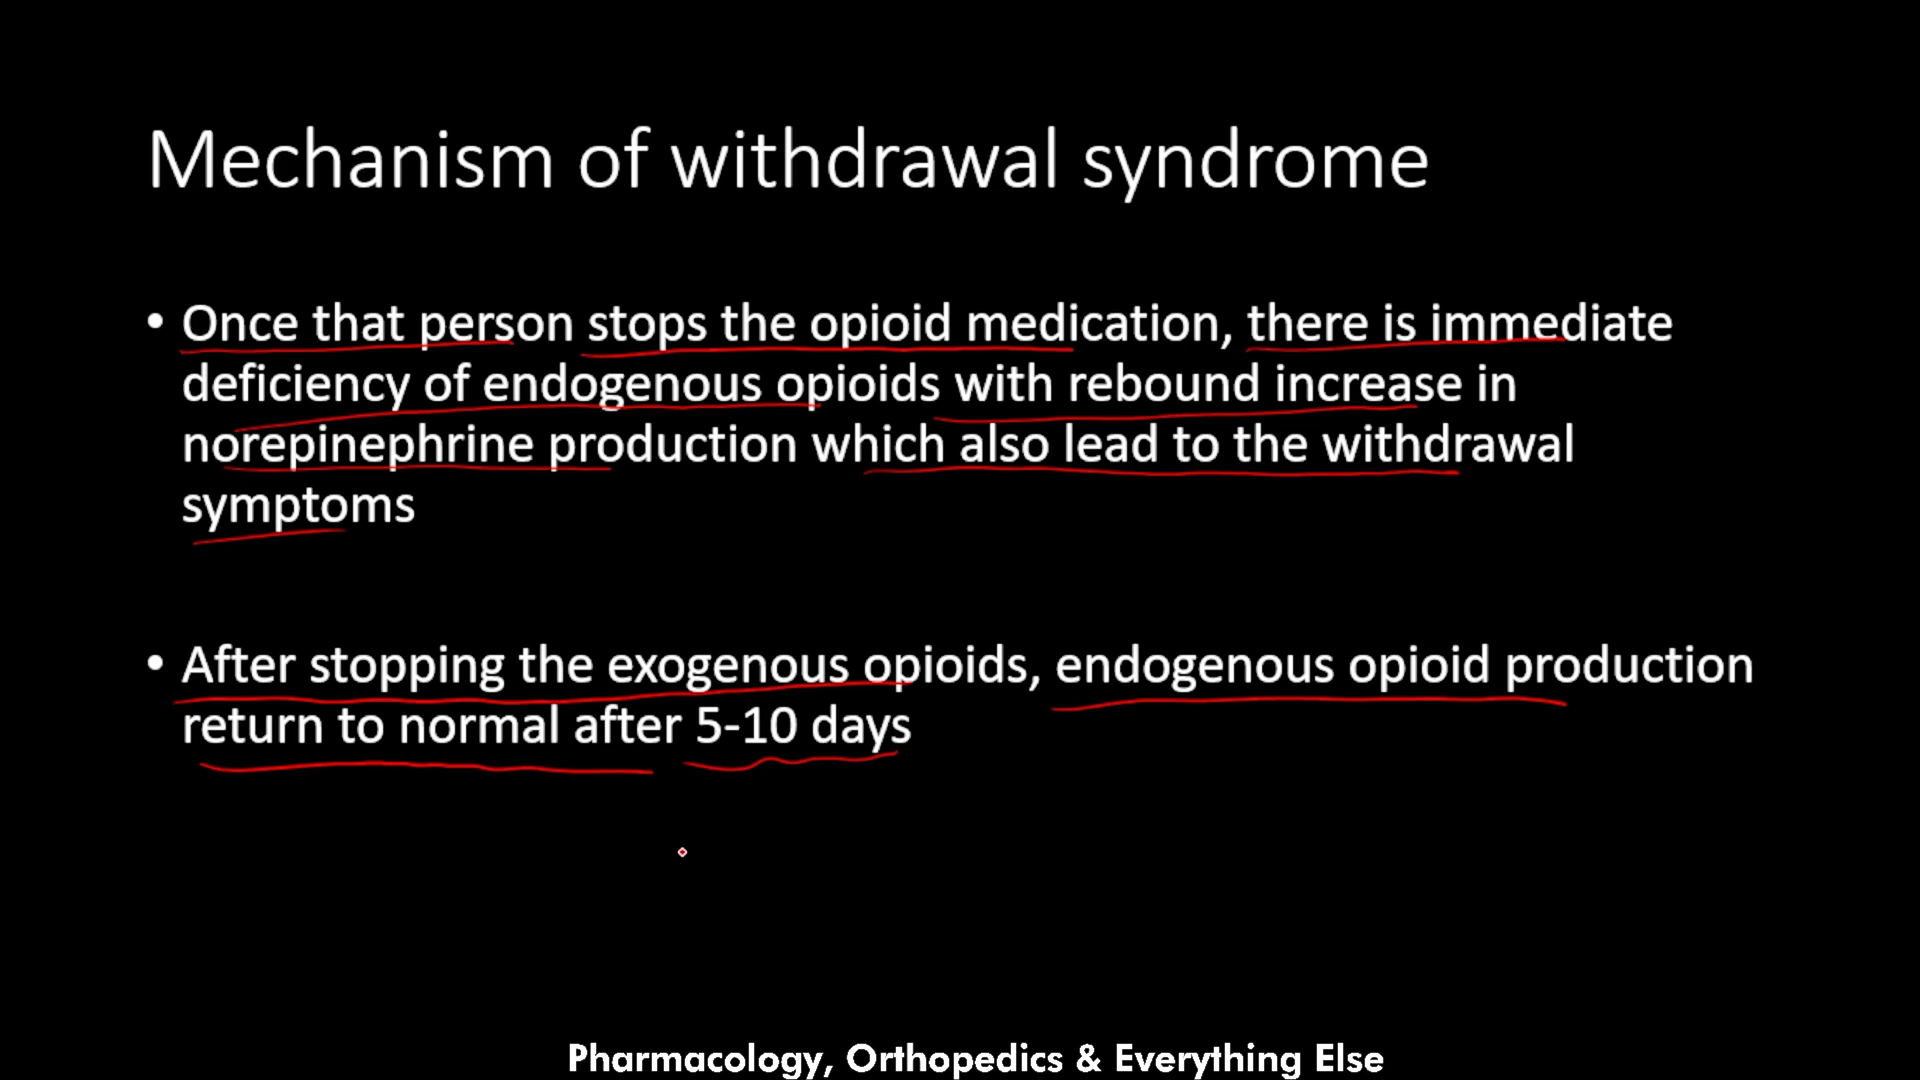 Mechanism of withdrawal syndrome
• Once that person stops the opioid medication, there is immediate
deficiency of endogenous opioids with rebound increase in
norepinephrine production which also lead to the withdrawal
symptoms
• After stopping the exogenous opioids, endogenous opioid production
return to normal after 5-10 days
Pharmacology, Orthopedics & Everything Else